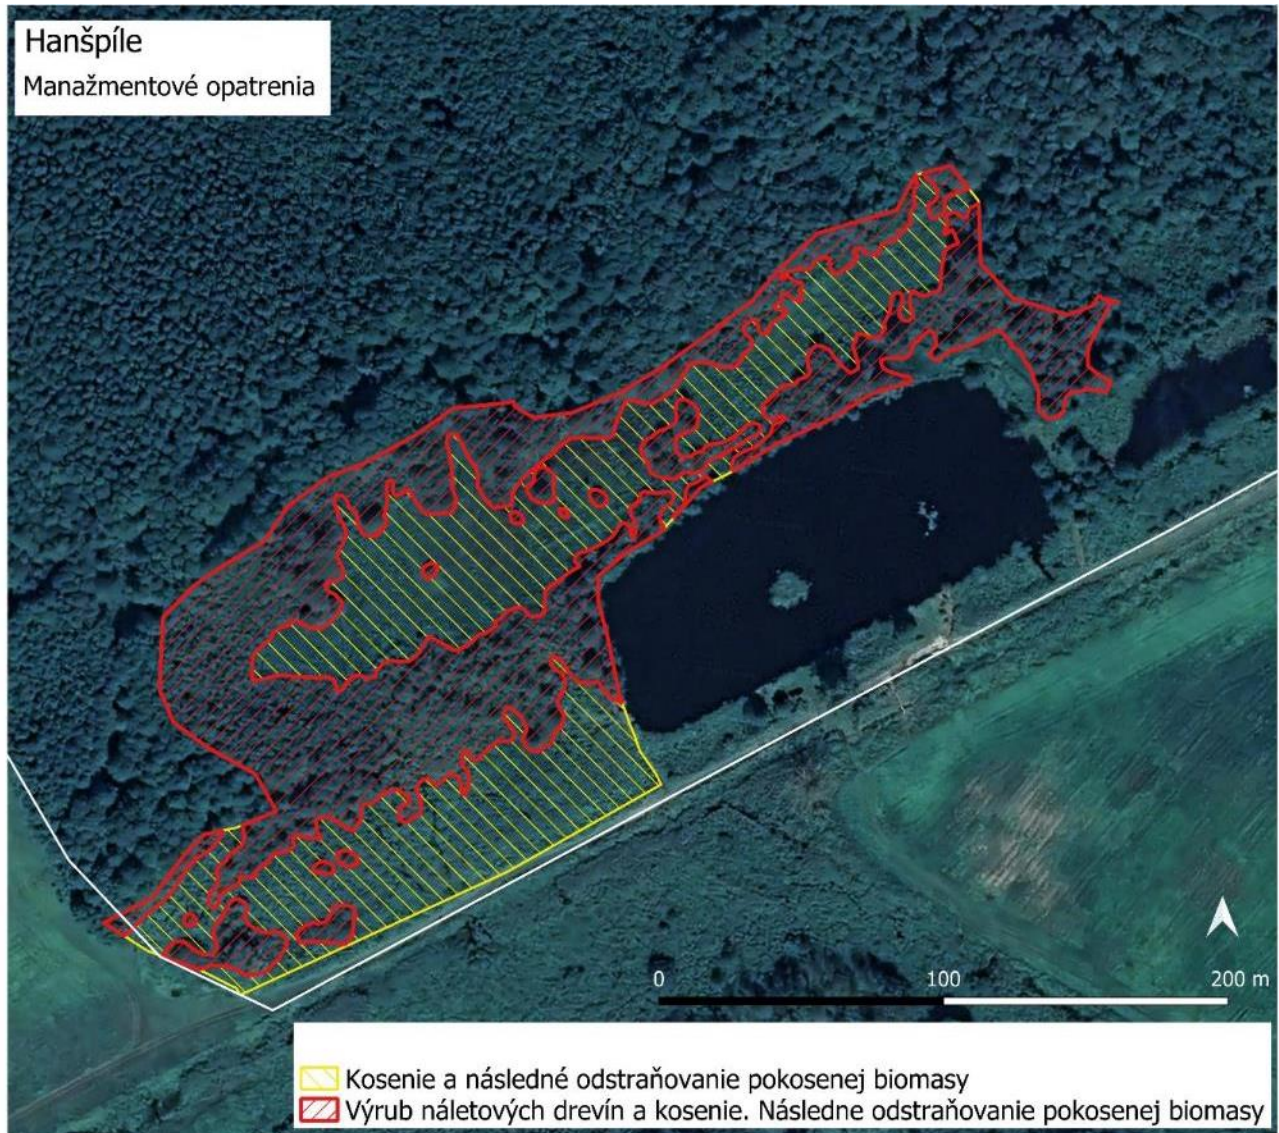 Hanšpíle
Manažmentové opatrenia
0 100 200 m
Kosenie a následné odstraňovanie pokosenej biomasy
Výrub náletových drevín a kosenie. Následne odstraňovanie pokosenej biomasy